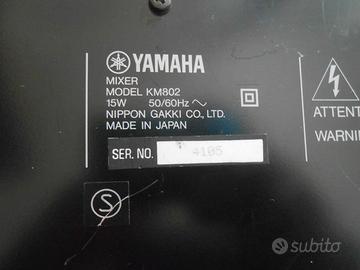 YAMAHA
MIXER
MODEL KM802
15W 50/60Hz
NIPPON GAKKI CO., LTD.
MADE IN JAPAN
SER. NO. 4105
S
ATTENT
WARNI
subito